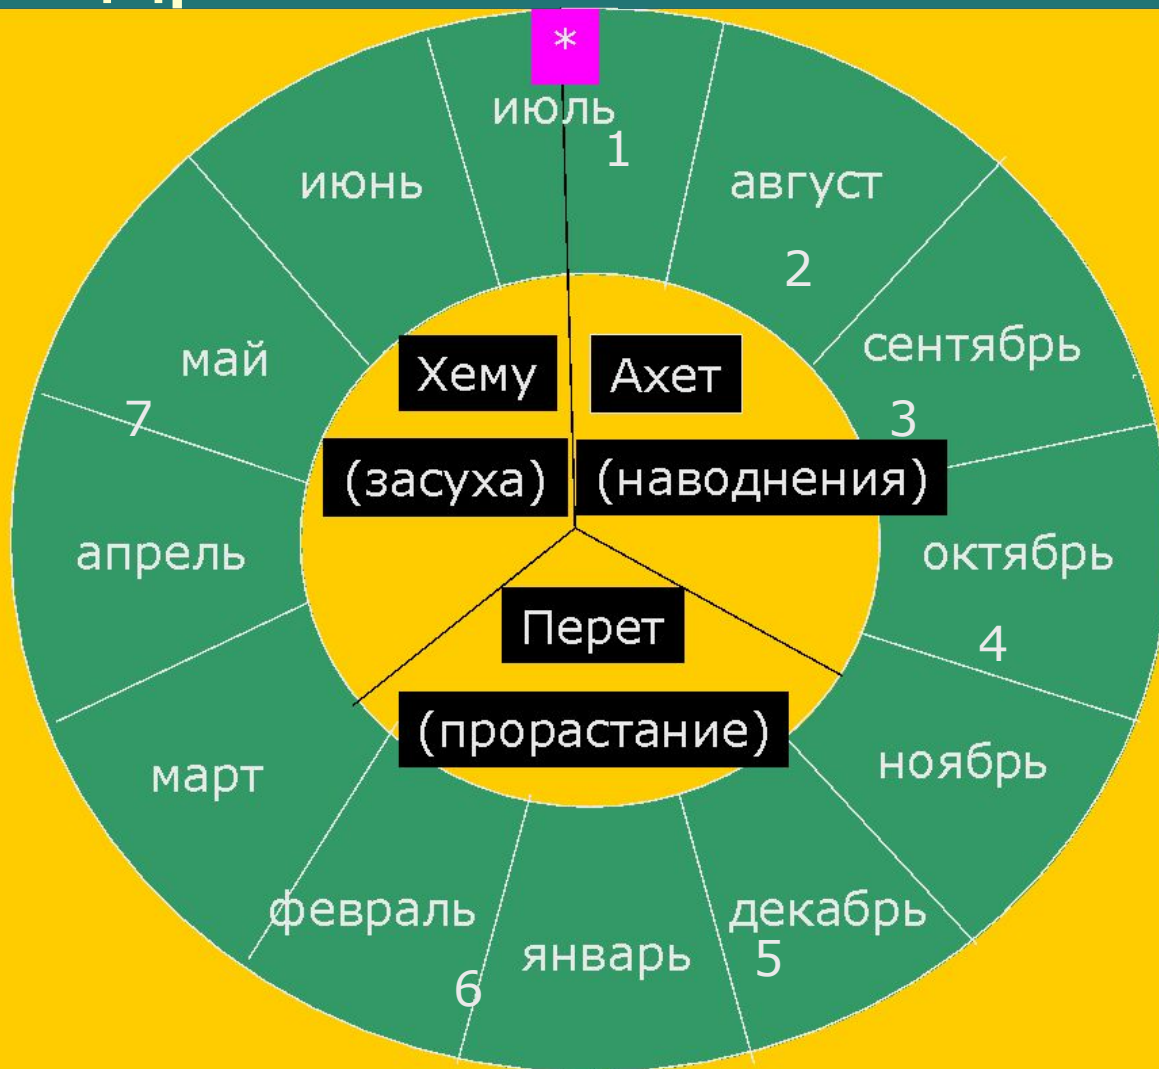 *
июль
1
август
2
сентябрь
3
октябрь
4
ноябрь
декабрь
5
январь
6
февраль
март
апрель
7
май
июнь
Хему
(засуха)
Ахет
(наводнения)
Перет
(прорастание)